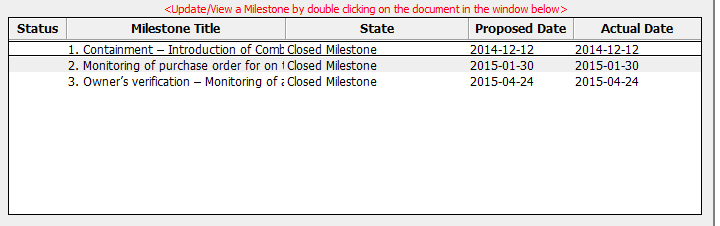 <Update/View a Milestone by double clicking on the document in the window below>
Status Milestone Title State Proposed Date Actual Date
1. Containment – Introduction of Comb Closed Milestone 2014-12-12 2014-12-12
2. Monitoring of purchase order for on t Closed Milestone 2015-01-30 2015-01-30
3. Owner’s verification – Monitoring of a Closed Milestone 2015-04-24 2015-04-24